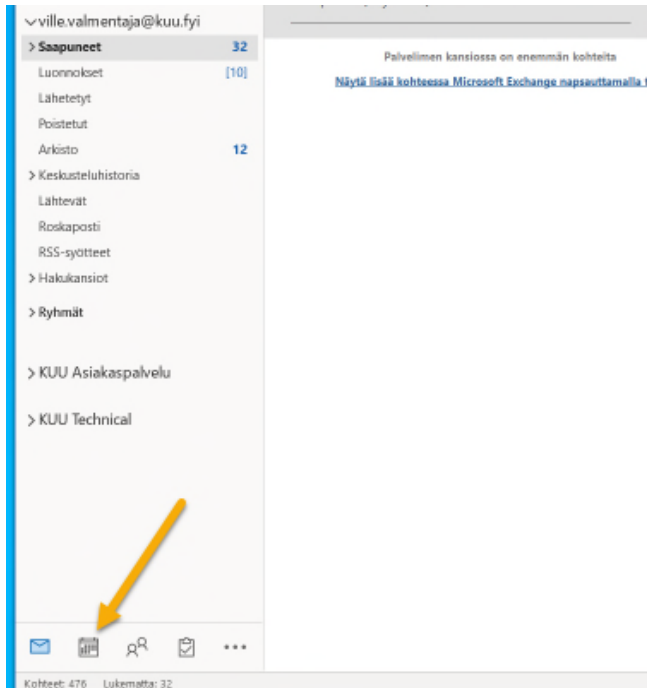 ville.valmentaja@kuu.fyi
Saapuneet 32
Luonnokset [10]
Lähetetyt
Poistetut
Arkisto 12
Keskusteluhistoria
Lähtevät
Roskaposti
RSS-syötteet
Hakukansiot
Ryhmät
KUU Asiakaspalvelu
KUU Technical
Kohteet: 476 Lukematta: 32
Palvelimen kansiossa on enemmän kohteita
Näytä lisää kohteessa Microsoft Exchange napsauttamalla